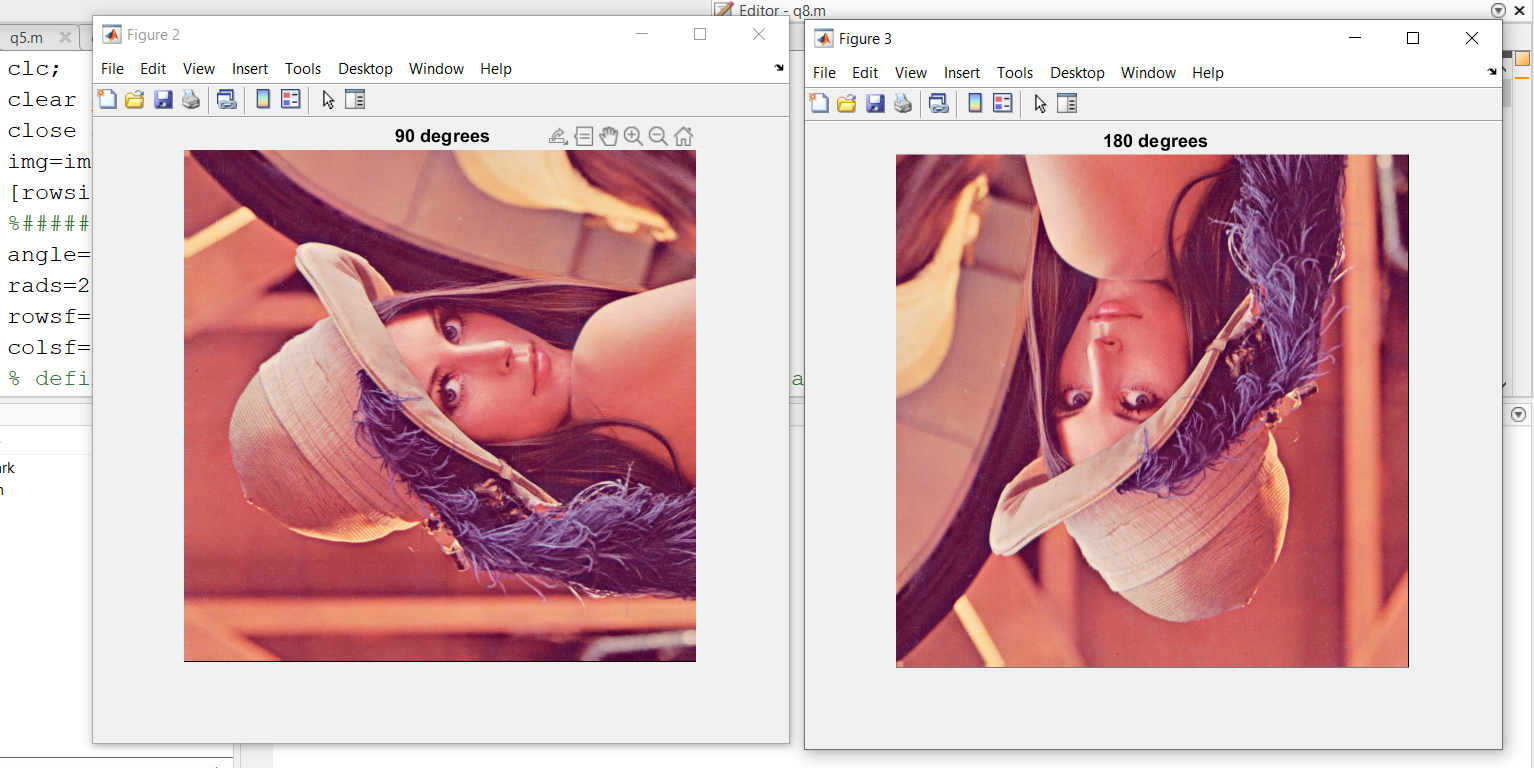 Editor - q8.m
q5.m
clc;
clear
close
img=im
[rowsi
%#####
angle=
rads=2
rowsf=
colsf=
% defi
ark
Figure 2
File Edit View Insert Tools Desktop Window Help
90 degrees
Figure 3
File Edit View Insert Tools Desktop Window Help
180 degrees
a